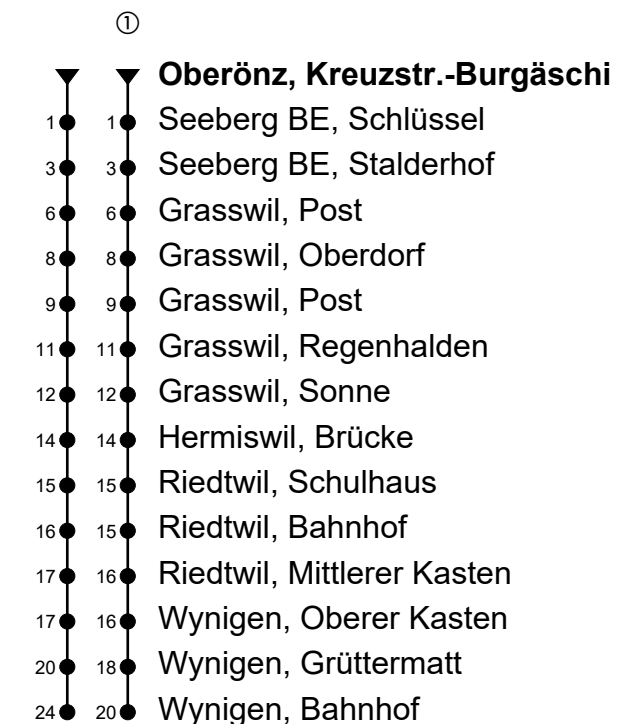 ①
Oberönz, Kreuzstr.-Burgäschi
1 1 Seeberg BE, Schlüssel
3 3 Seeberg BE, Stalderhof
6 6 Grasswil, Post
8 8 Grasswil, Oberdorf
9 9 Grasswil, Post
11 11 Grasswil, Regenhalden
12 12 Grasswil, Sonne
14 14 Hermiswil, Brücke
15 15 Riedtwil, Schulhaus
16 15 Riedtwil, Bahnhof
17 16 Riedtwil, Mittlerer Kasten
17 16 Wynigen, Oberer Kasten
20 18 Wynigen, Grüttermatt
24 20 Wynigen, Bahnhof